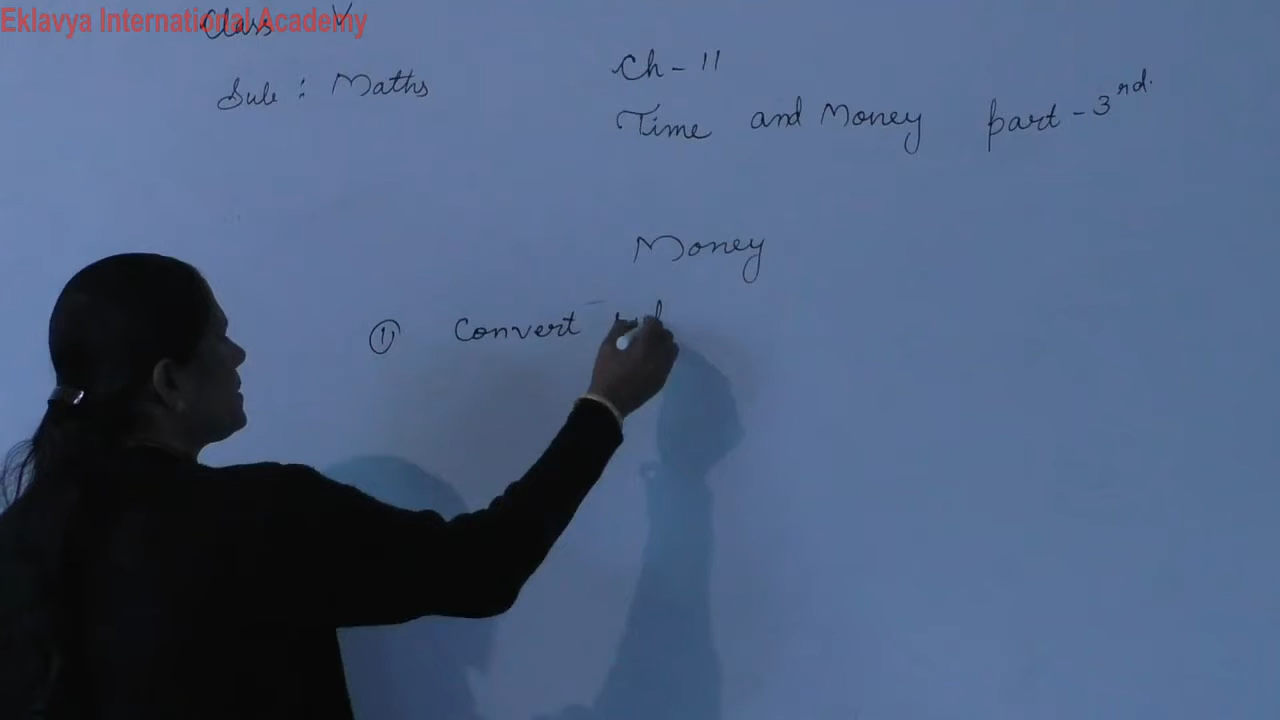 Eklavya International Academy
Class V
Sub : Maths
Ch - 11
Time and Money part - 3rd.
Money
① Convert